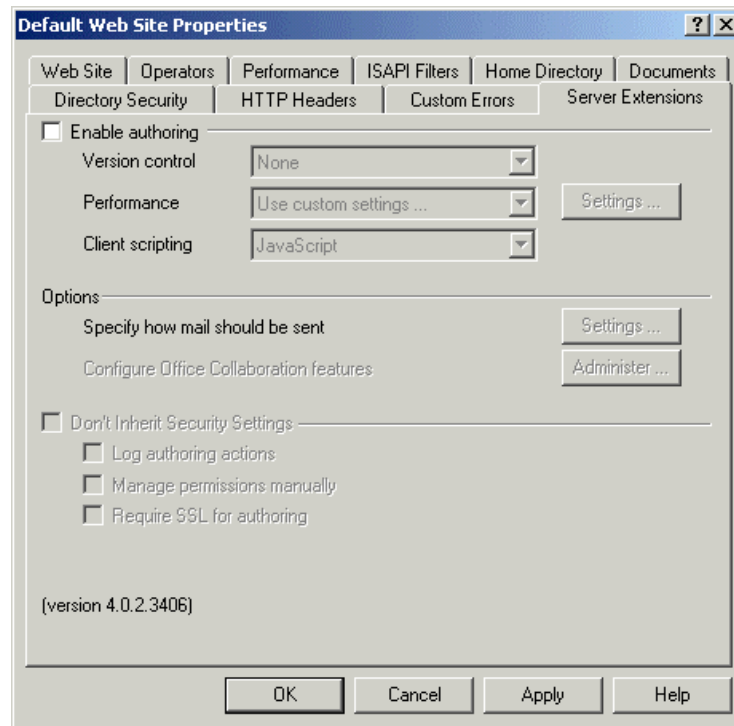 Default Web Site Properties
Web Site Operators Performance ISAPI Filters Home Directory Documents
Directory Security HTTP Headers Custom Errors Server Extensions
Enable authoring
Version control None
Performance Use custom settings ... Settings ...
Client scripting JavaScript
Options
Specify how mail should be sent Settings ...
Configure Office Collaboration features Administer ...
Don't Inherit Security Settings
Log authoring actions
Manage permissions manually
Require SSL for authoring
(version 4.0.2.3406)
OK Cancel Apply Help